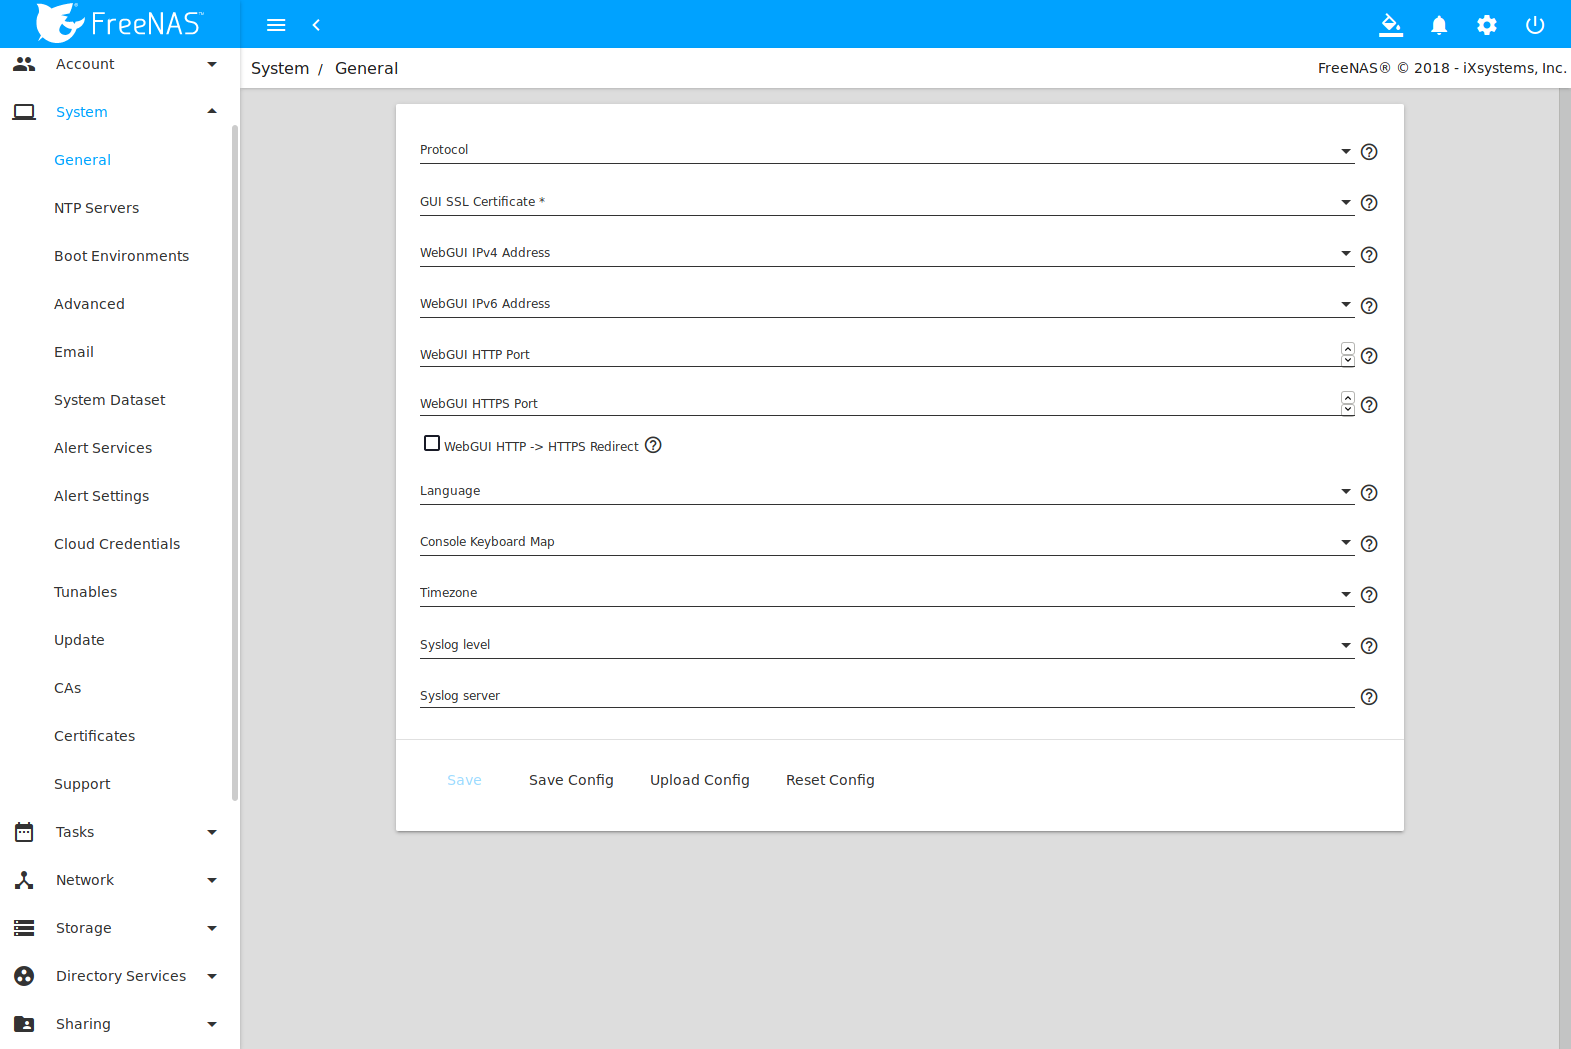 FreeNAS™
Account
System
General
NTP Servers
Boot Environments
Advanced
Email
System Dataset
Alert Services
Alert Settings
Cloud Credentials
Tunables
Update
CAs
Certificates
Support
Tasks
Network
Storage
Directory Services
Sharing
System / General
FreeNAS® © 2018 - iXsystems, Inc.
Protocol
GUI SSL Certificate *
WebGUI IPv4 Address
WebGUI IPv6 Address
WebGUI HTTP Port
WebGUI HTTPS Port
WebGUI HTTP -> HTTPS Redirect
Language
Console Keyboard Map
Timezone
Syslog level
Syslog server
Save Save Config Upload Config Reset Config